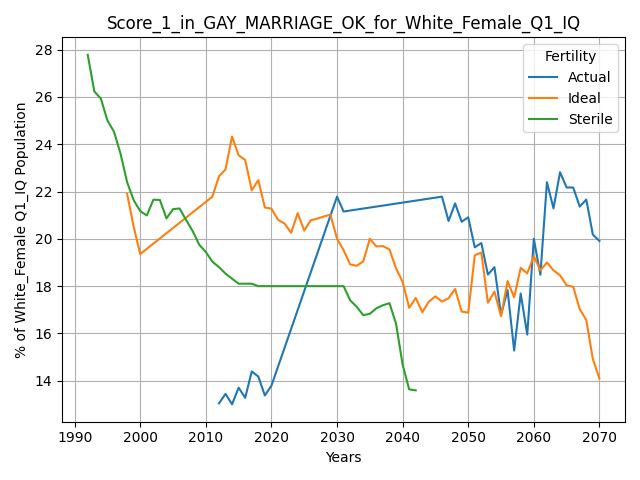 Score_1_in_GAY_MARRIAGE_OK_for_White_Female_Q1_IQ
% of White_Female Q1_IQ Population
28
26
24
22
20
18
16
14
Fertility
Actual
Ideal
Sterile
1990 2000 2010 2020 2030 2040 2050 2060 2070
Years